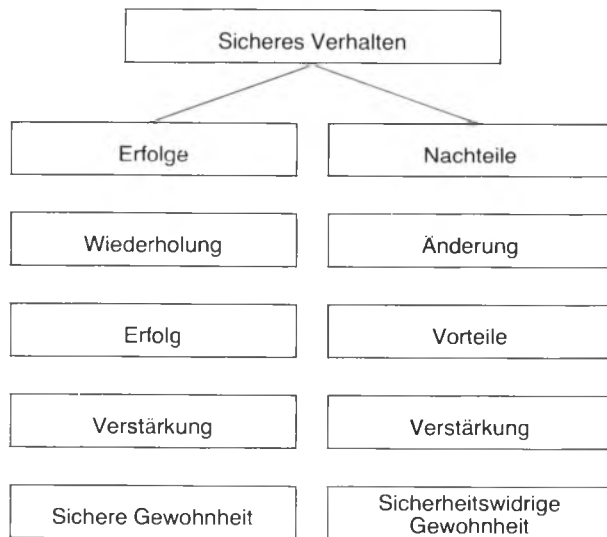 Sicheres Verhalten
Erfolge
Nachteile
Wiederholung
Änderung
Erfolg
Vorteile
Verstärkung
Verstärkung
Sichere Gewohnheit
Sicherheitswidrige
Gewohnheit